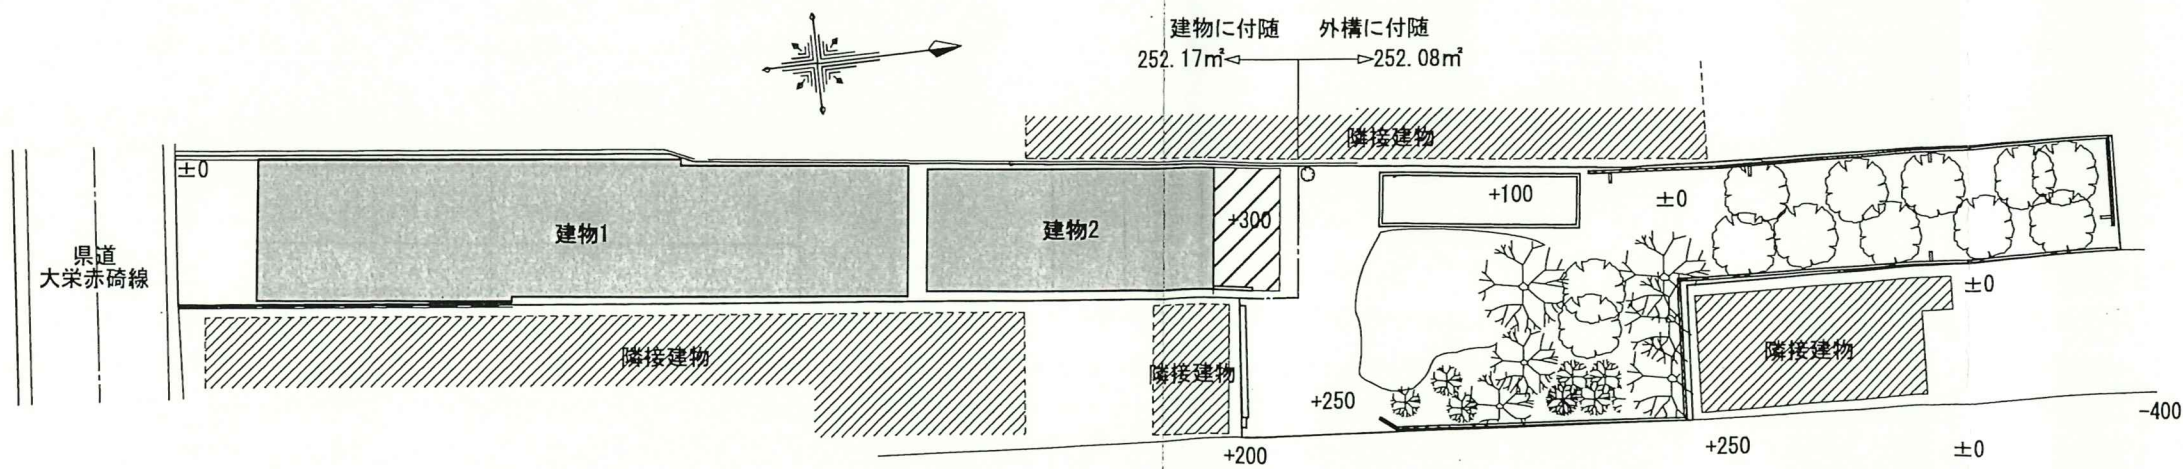 建物に付随 外構に付随
252.17㎡ 252.08㎡
隣接建物
±0
+100
±0
建物1
建物2
+300
県道
大栄赤碕線
±0
隣接建物
隣接建物
隣接建物
+250
-400
+200
+250
±0